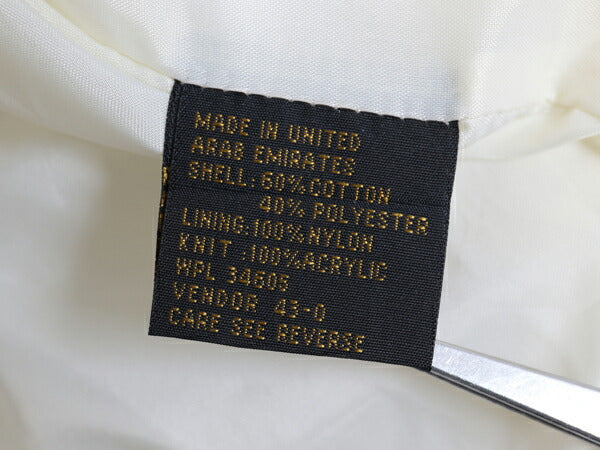 MADE IN UNITED
ARAB EMIRATES
SHELL:60%COTTON
40% POLYESTER
LINING:100%NYLON
KNIT :100%ACRYLIC
WPL 34605
VENDOR 43-0
CARE SEE REVERSE